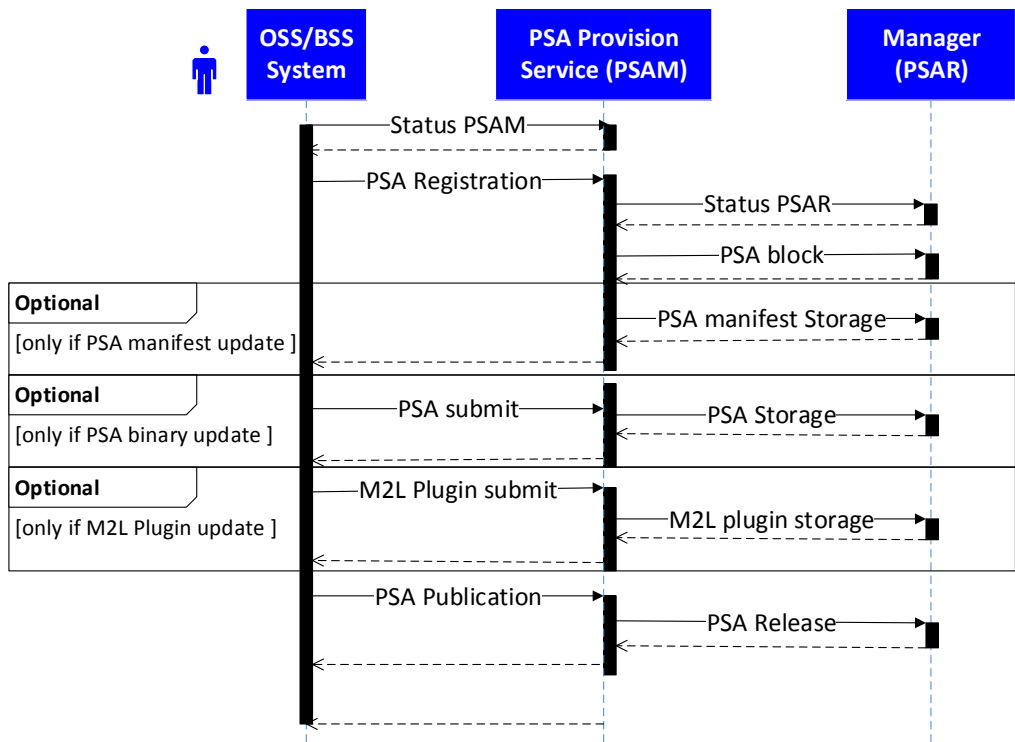 OSS/BSS
System
PSA Provision
Service (PSAM)
Manager
(PSAR)
Status PSAM
PSA Registration
Status PSAR
PSA block
Optional
[only if PSA manifest update ]
PSA manifest Storage
Optional
[only if PSA binary update ]
PSA submit
PSA Storage
Optional
[only if M2L Plugin update ]
M2L Plugin submit
M2L plugin storage
PSA Publication
PSA Release